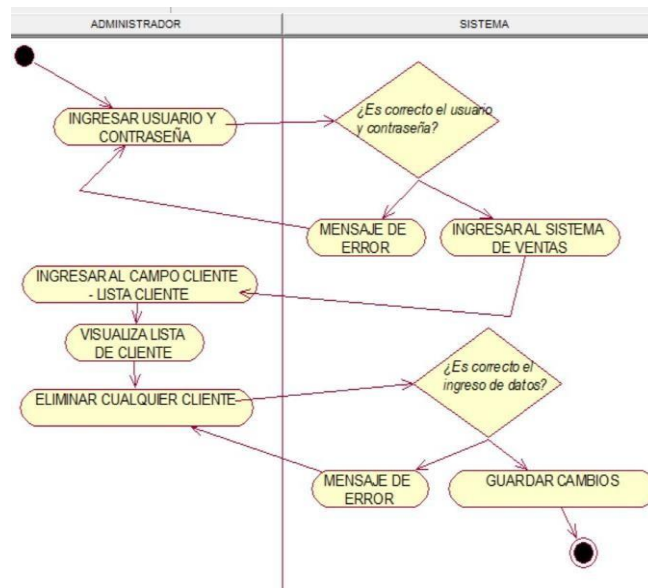 ADMINISTRADOR
SISTEMA
INGRESAR USUARIO Y
CONTRASEÑA
¿Es correcto el usuario
y contraseña?
MENSAJE DE
ERROR
INGRESAR AL SISTEMA
DE VENTAS
INGRESAR AL CAMPO CLIENTE
- LISTA CLIENTE
VISUALIZA LISTA
DE CLIENTE
¿Es correcto el
ingreso de datos?
ELIMINAR CUALQUIER CLIENTE
MENSAJE DE
ERROR
GUARDAR CAMBIOS